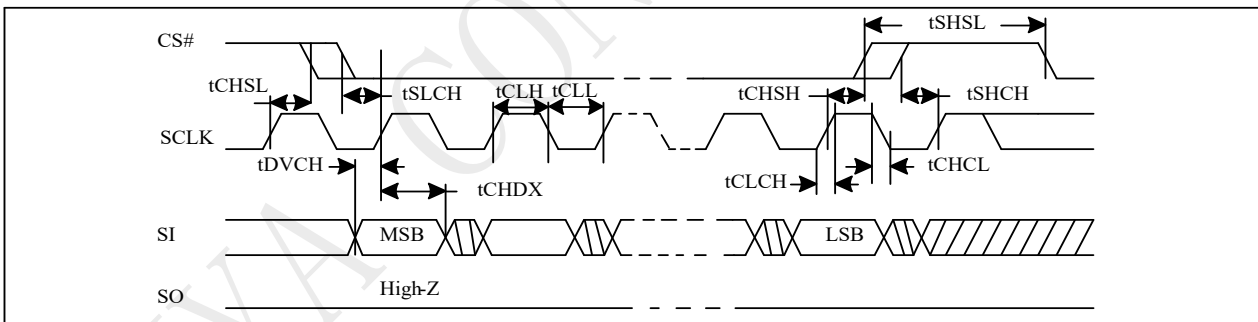 tSHSL
CS#
tCHSL
tSLCH
tCLH
tCLL
tCHSH
tSHCH
SCLK
tDVCH
tCHDX
tCLCH
tCHCL
SI
MSB
LSB
SO
High-Z